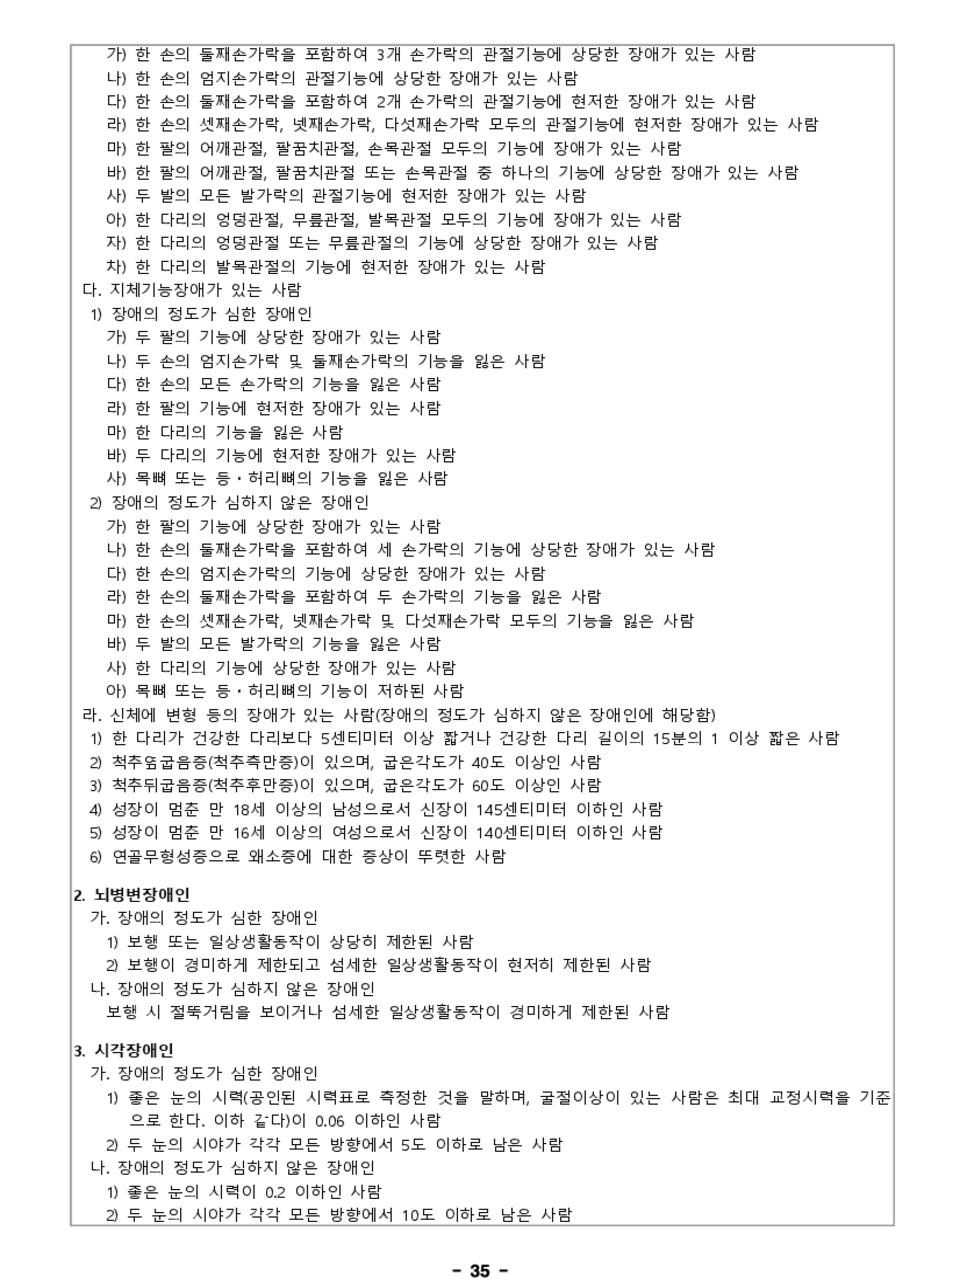 가) 한 손의 둘째손가락을 포함하여 3개 손가락의 관절기능에 상당한 장애가 있는 사람
나) 한 손의 엄지손가락의 관절기능에 상당한 장애가 있는 사람
다) 한 손의 둘째손가락을 포함하여 2개 손가락의 관절기능에 현저한 장애가 있는 사람
라) 한 손의 셋째손가락, 넷째손가락, 다섯째손가락 모두의 관절기능에 현저한 장애가 있는 사람
마) 한 팔의 어깨관절, 팔꿈치관절, 손목관절 모두의 기능에 장애가 있는 사람
바) 한 팔의 어깨관절, 팔꿈치관절 또는 손목관절 중 하나의 기능에 상당한 장애가 있는 사람
사) 두 발의 모든 발가락의 관절기능에 현저한 장애가 있는 사람
아) 한 다리의 엉덩관절, 무릎관절, 발목관절 모두의 기능에 장애가 있는 사람
자) 한 다리의 엉덩관절 또는 무릎관절의 기능에 상당한 장애가 있는 사람
차) 한 다리의 발목관절의 기능에 현저한 장애가 있는 사람
다. 지체기능장애가 있는 사람
1) 장애의 정도가 심한 장애인
가) 두 팔의 기능에 상당한 장애가 있는 사람
나) 두 손의 엄지손가락 및 둘째손가락의 기능을 잃은 사람
다) 한 손의 모든 손가락의 기능을 잃은 사람
라) 한 팔의 기능에 현저한 장애가 있는 사람
마) 한 다리의 기능을 잃은 사람
바) 두 다리의 기능에 현저한 장애가 있는 사람
사) 목뼈 또는 등·허리뼈의 기능을 잃은 사람
2) 장애의 정도가 심하지 않은 장애인
가) 한 팔의 기능에 상당한 장애가 있는 사람
나) 한 손의 둘째손가락을 포함하여 세 손가락의 기능에 상당한 장애가 있는 사람
다) 한 손의 엄지손가락의 기능에 상당한 장애가 있는 사람
라) 한 손의 둘째손가락을 포함하여 두 손가락의 기능을 잃은 사람
마) 한 손의 셋째손가락, 넷째손가락 및 다섯째손가락 모두의 기능을 잃은 사람
바) 두 발의 모든 발가락의 기능을 잃은 사람
사) 한 다리의 기능에 상당한 장애가 있는 사람
아) 목뼈 또는 등·허리뼈의 기능이 저하된 사람
라. 신체에 변형 등의 장애가 있는 사람(장애의 정도가 심하지 않은 장애인에 해당함)
1) 한 다리가 건강한 다리보다 5센티미터 이상 짧거나 건강한 다리 길이의 15분의 1 이상 짧은 사람
2) 척추옆굽음증(척추측만증)이 있으며, 굽은각도가 40도 이상인 사람
3) 척추뒤굽음증(척추후만증)이 있으며, 굽은각도가 60도 이상인 사람
4) 성장이 멈춘 만 18세 이상의 남성으로서 신장이 145센티미터 이하인 사람
5) 성장이 멈춘 만 16세 이상의 여성으로서 신장이 140센티미터 이하인 사람
6) 연골무형성증으로 왜소증에 대한 증상이 뚜렷한 사람
2. 뇌병변장애인
가. 장애의 정도가 심한 장애인
1) 보행 또는 일상생활동작이 상당히 제한된 사람
2) 보행이 경미하게 제한되고 섬세한 일상생활동작이 현저히 제한된 사람
나. 장애의 정도가 심하지 않은 장애인
보행 시 절뚝거림을 보이거나 섬세한 일상생활동작이 경미하게 제한된 사람
3. 시각장애인
가. 장애의 정도가 심한 장애인
1) 좋은 눈의 시력(공인된 시력표로 측정한 것을 말하며, 굴절이상이 있는 사람은 최대 교정시력을 기준
으로 한다. 이하 같다)이 0.06 이하인 사람
2) 두 눈의 시야가 각각 모든 방향에서 5도 이하로 남은 사람
나. 장애의 정도가 심하지 않은 장애인
1) 좋은 눈의 시력이 0.2 이하인 사람
2) 두 눈의 시야가 각각 모든 방향에서 10도 이하로 남은 사람
- 35 -